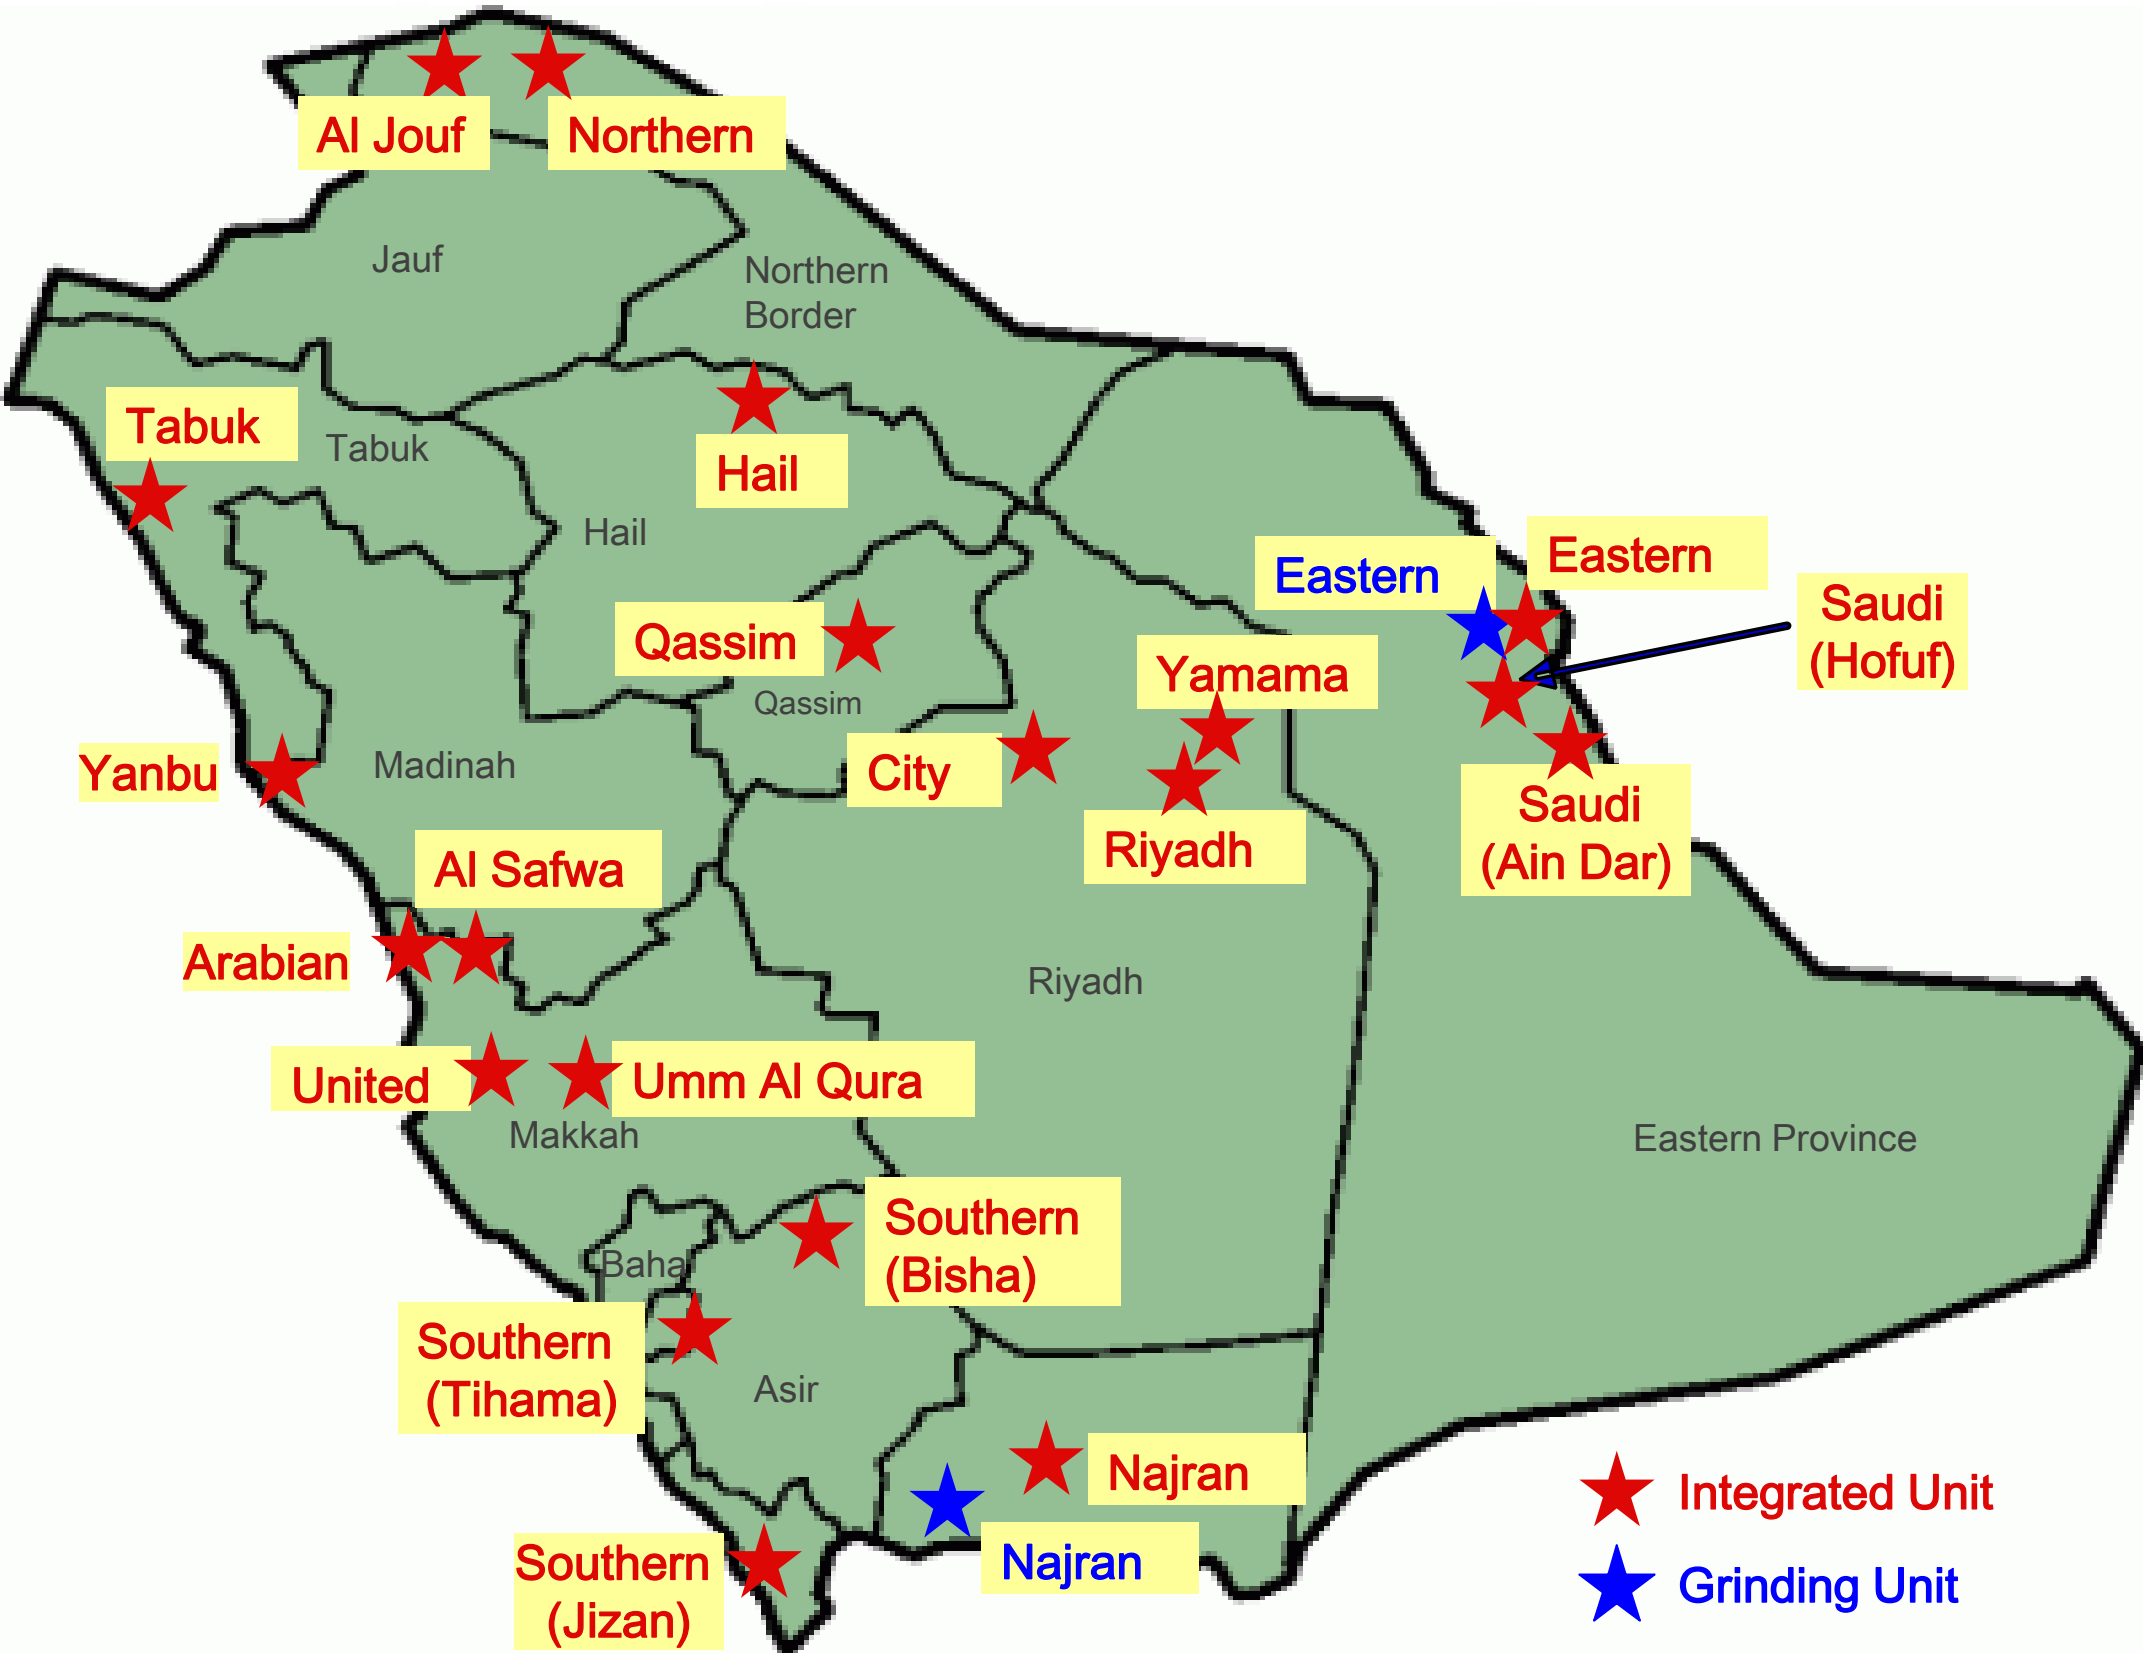 Al Jouf
Northern
Jauf
Northern
Border
Tabuk
Tabuk
Hail
Hail
Eastern
Eastern
Saudi
(Hofuf)
Qassim
Qassim
Yamama
City
Riyadh
Saudi
(Ain Dar)
Yanbu
Madinah
Al Safwa
Arabian
Riyadh
United
Umm Al Qura
Makkah
Eastern Province
Southern
(Bisha)
Baha
Southern
(Tihama)
Asir
Najran
Najran
Southern
(Jizan)
Integrated Unit
Grinding Unit